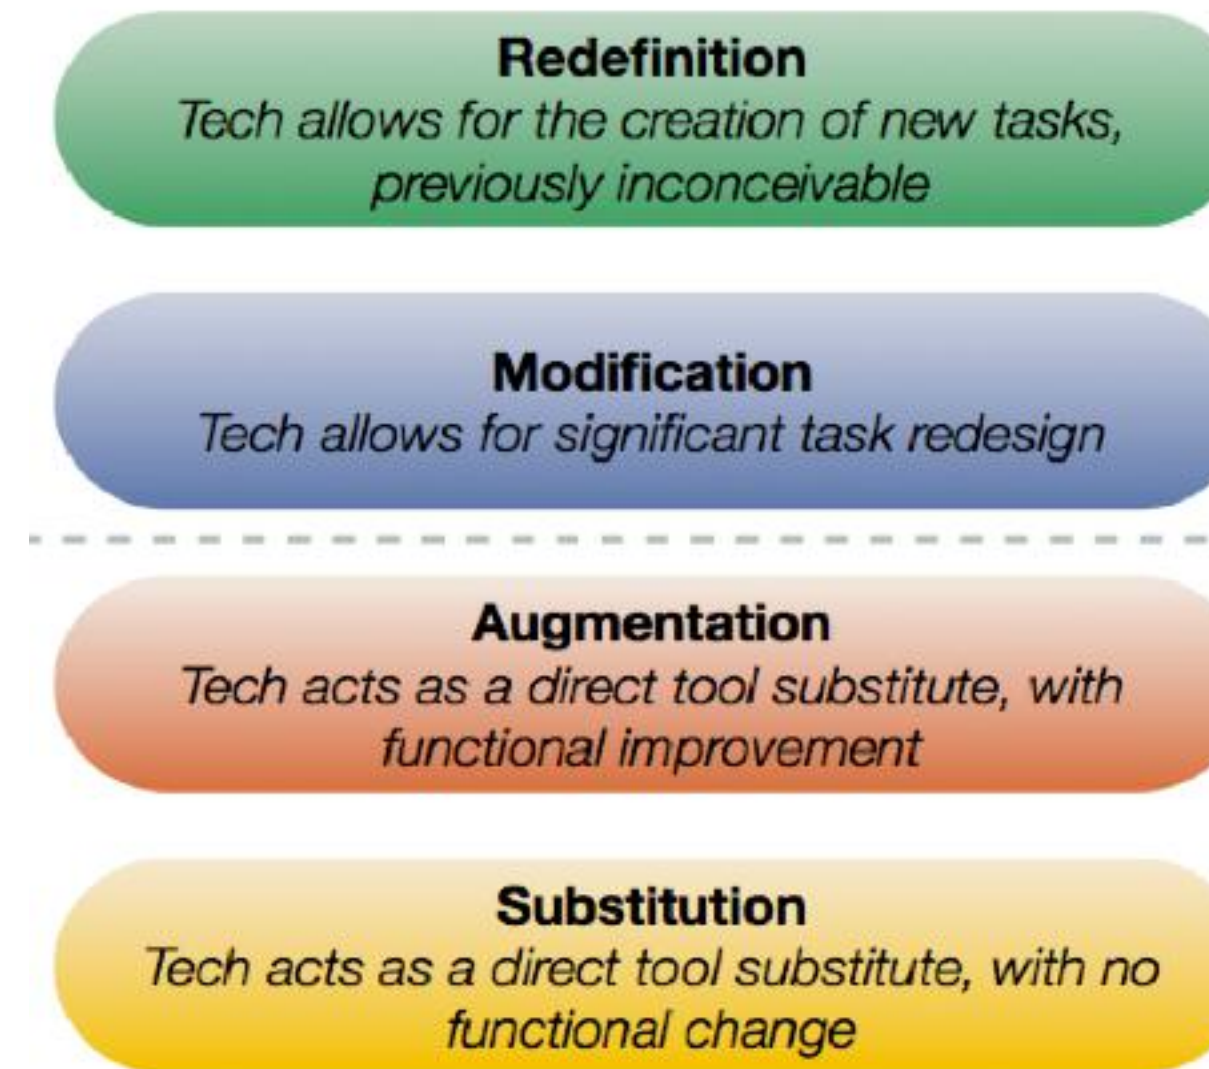 Redefinition
Tech allows for the creation of new tasks,
previously inconceivable
Modification
Tech allows for significant task redesign
Augmentation
Tech acts as a direct tool substitute, with
functional improvement
Substitution
Tech acts as a direct tool substitute, with no
functional change